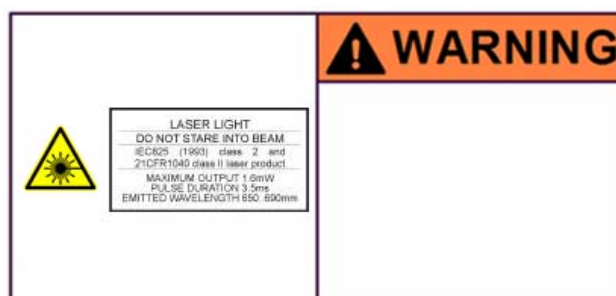 WARNING
LASER LIGHT
DO NOT STARE INTO BEAM
IEC825 (1993) class 2 and
21CFR1040 class II laser product
MAXIMUM OUTPUT 1.6mW
PULSE DURATION 3.5ms
EMITTED WAVELENGTH 650 .690mm